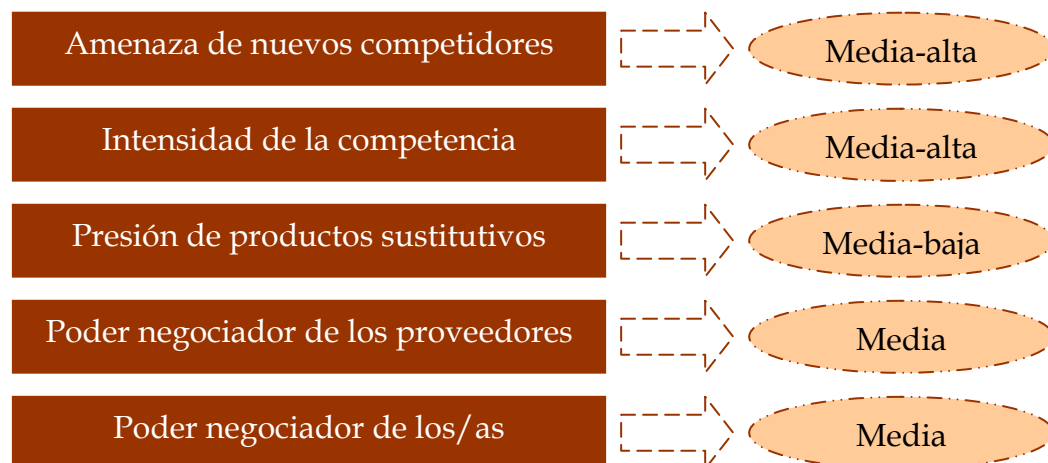 Amenaza de nuevos competidores
Media-alta
Intensidad de la competencia
Media-alta
Presión de productos sustitutivos
Media-baja
Poder negociador de los proveedores
Media
Poder negociador de los/as
Media